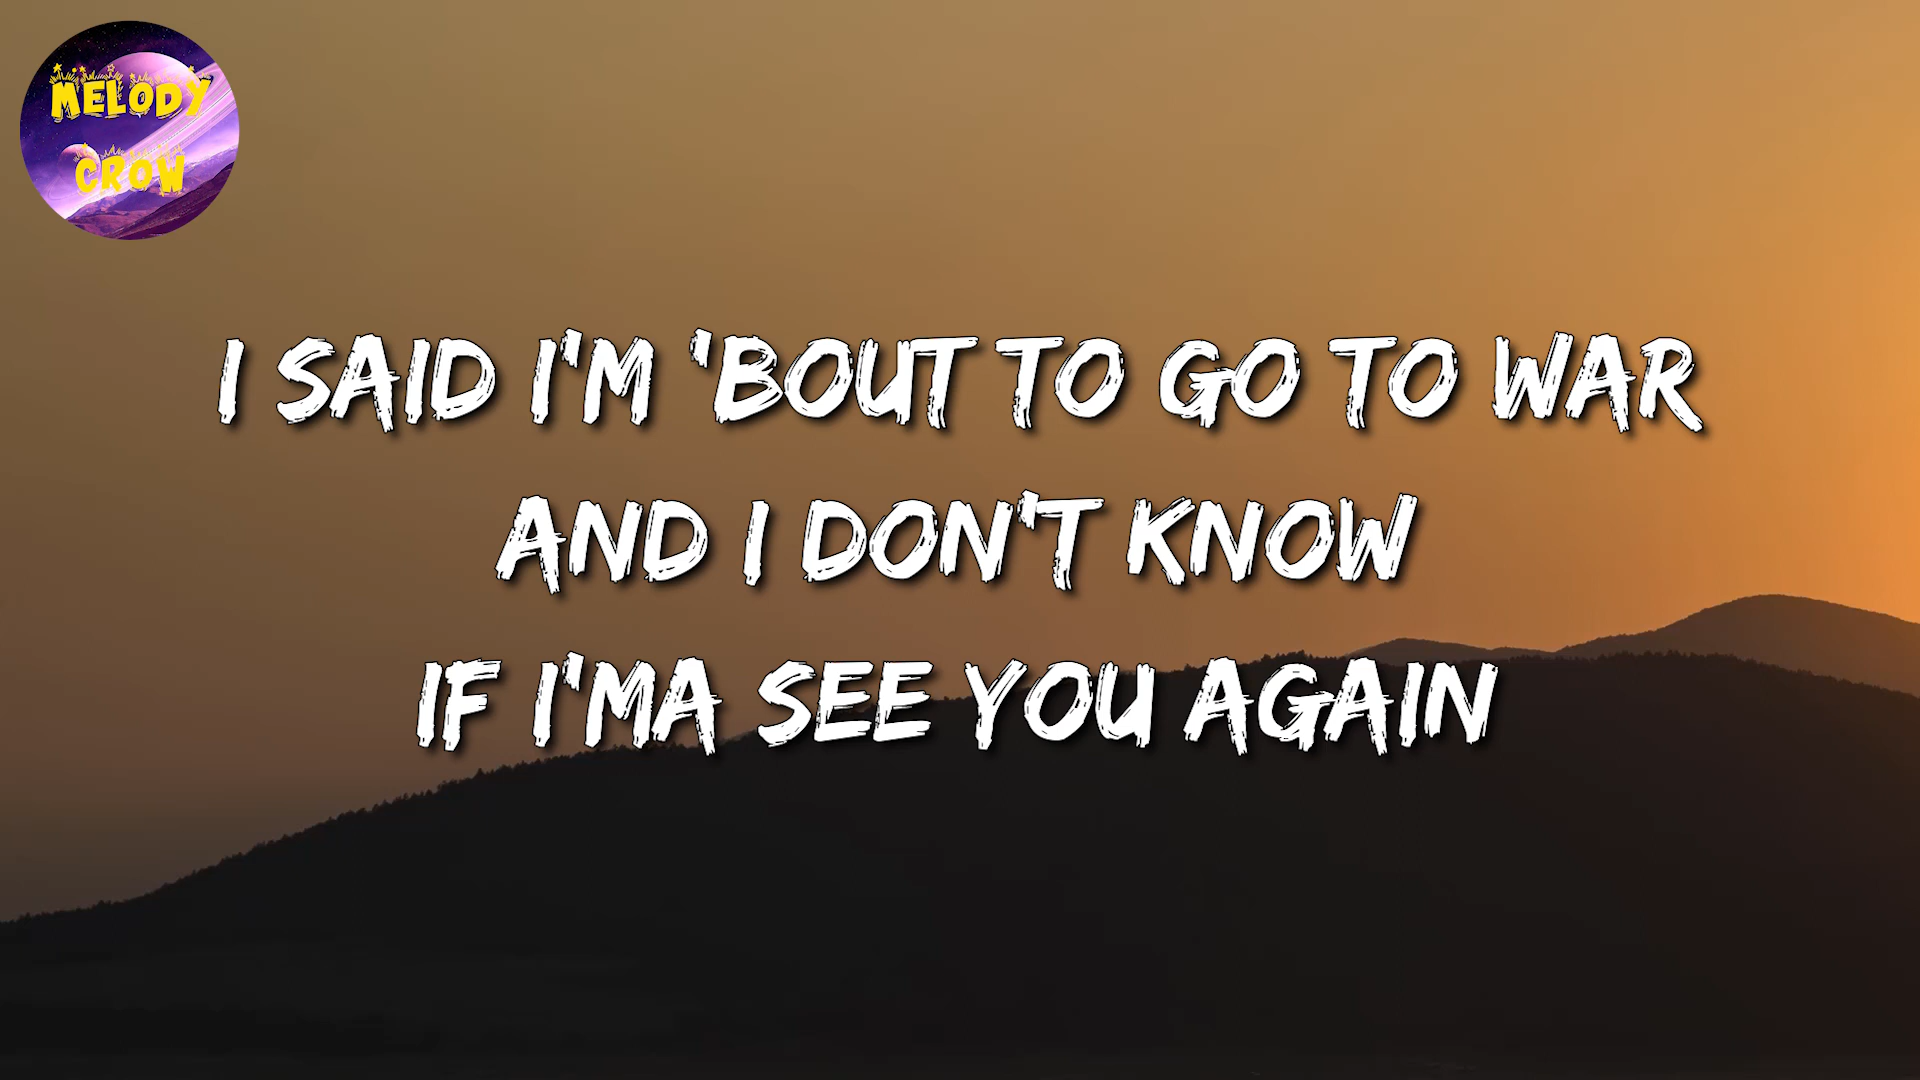 MELODY
CROW
I SAID I'M 'BOUT TO GO TO WAR
AND I DON'T KNOW
IF I'MA SEE YOU AGAIN